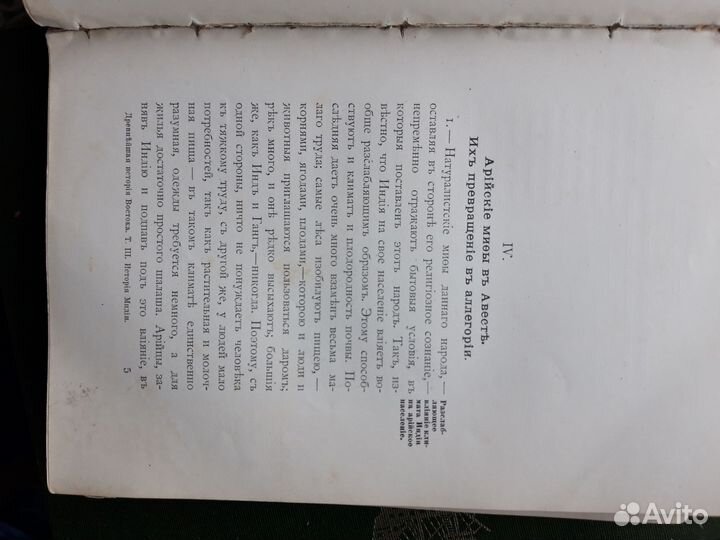 IV.
Арійскіе миѳы въ Авестѣ.
Ихъ превращеніе въ аллегоріи.
1. — Натуралистскіе миѳы даннаго народа, —
оставляя въ сторонѣ его религіозное сознаніе, —
непремѣнно отражаютъ бытовыя условія, въ
которыя поставленъ этотъ народъ. Такъ, из-
вѣстно, что Индія на свое населеніе вліяетъ во-
обще разслабляющимъ образомъ. Этому способ-
ствуютъ и климатъ и плодородность почвы. По-
слѣдняя даетъ очень много взамѣнъ весьма ма-
лаго труда; самые лѣса изобилуютъ пищею, —
корнями, ягодами, плодами, — которою и люди и
животныя приглашаются пользоваться даромъ;
рѣкъ много, и онѣ рѣдко высыхаютъ; большія
же, какъ Индъ и Гангъ, — никогда. Поэтому, съ
одной стороны, ничто не понуждаетъ человѣка
къ тяжкому труду, съ другой же, у людей мало
потребностей, такъ какъ растительная и молоч-
ная пища — въ такомъ климатѣ единственно
разумная, одежды требуется немного, а для
жилья достаточно простого шалаша. Арійцы, за-
нявъ Индію и подпавъ подъ это вліяніе, въ
Разслаб-
ляющее
вліяніе кли-
мата Индіи
на арійское
населеніе.
Древнѣйшая исторія Востока. Т. III. Исторія Мидіи.
5
Avito